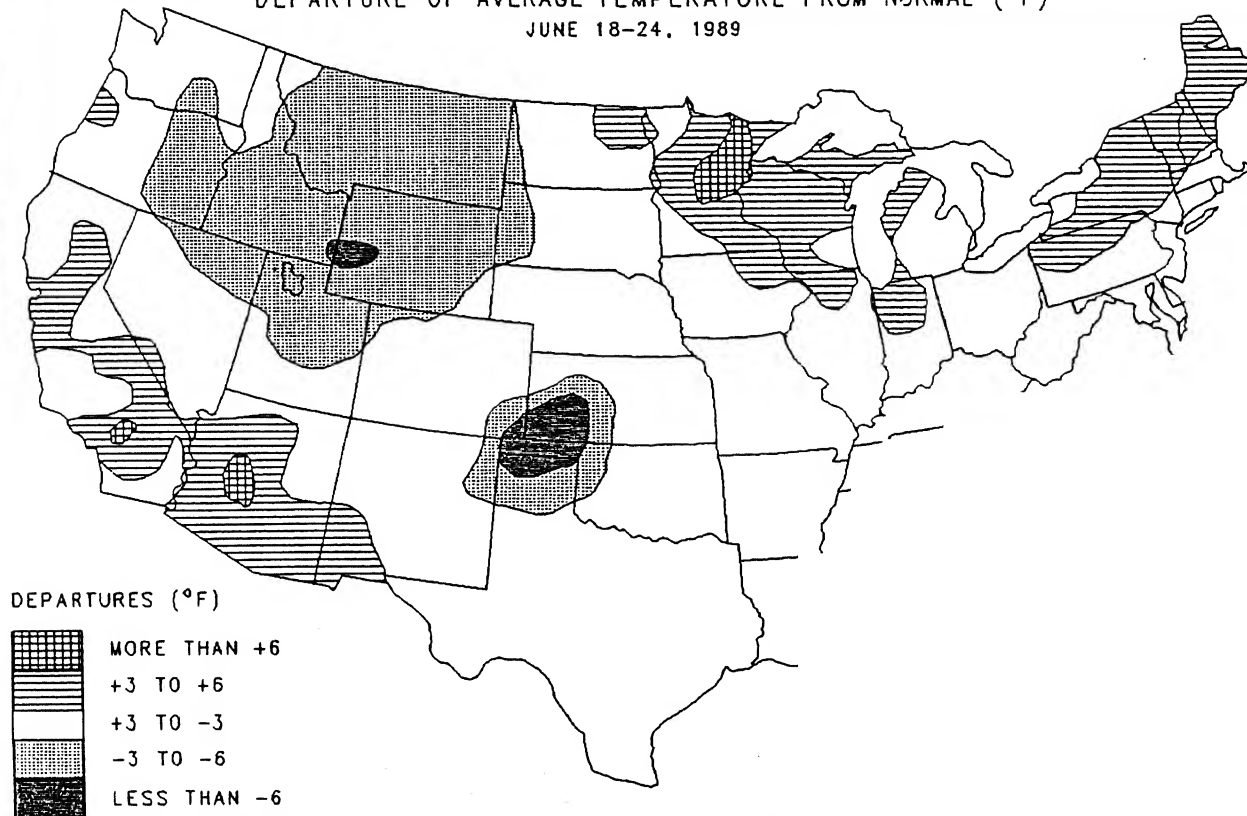 DEPARTURE OF AVERAGE TEMPERATURE FROM NORMAL (°F)
JUNE 18-24, 1989
DEPARTURES (°F)
MORE THAN +6
+3 TO +6
+3 TO -3
-3 TO -6
LESS THAN -6